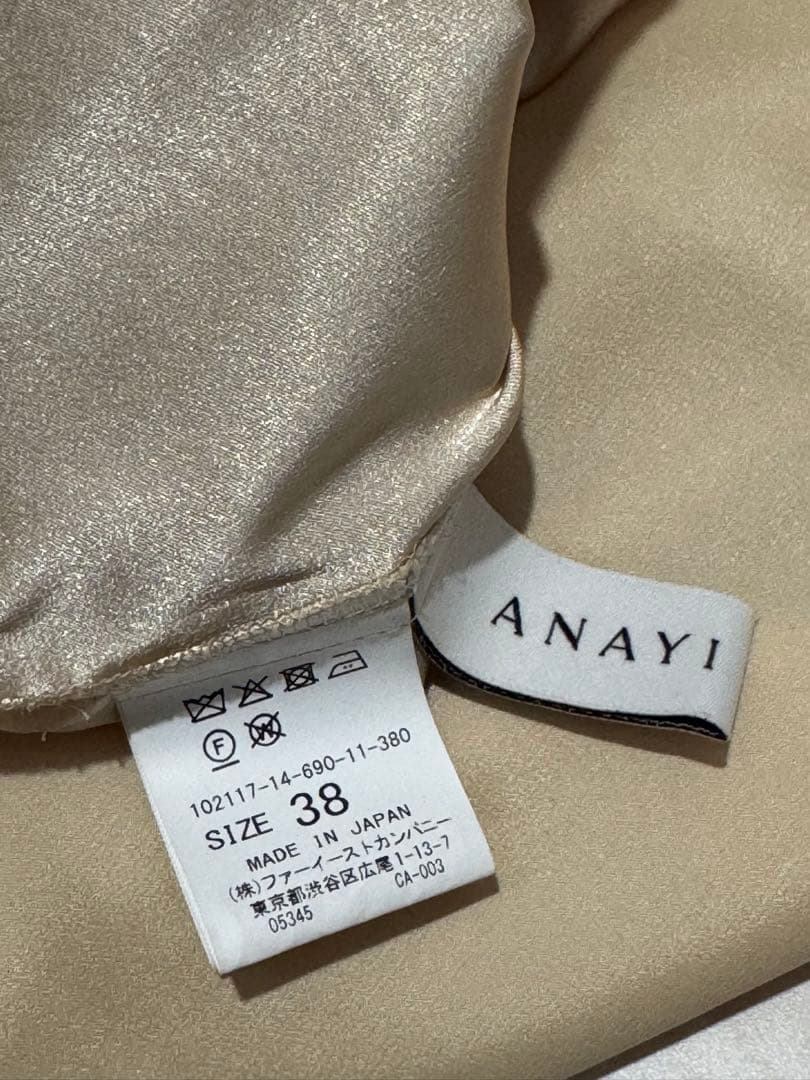 ANAYI
F W
102117-14-690-11-380
SIZE 38
MADE IN JAPAN
(株)ファーイーストカンパニー
東京都渋谷区広尾1-13-7
05345 CA-003